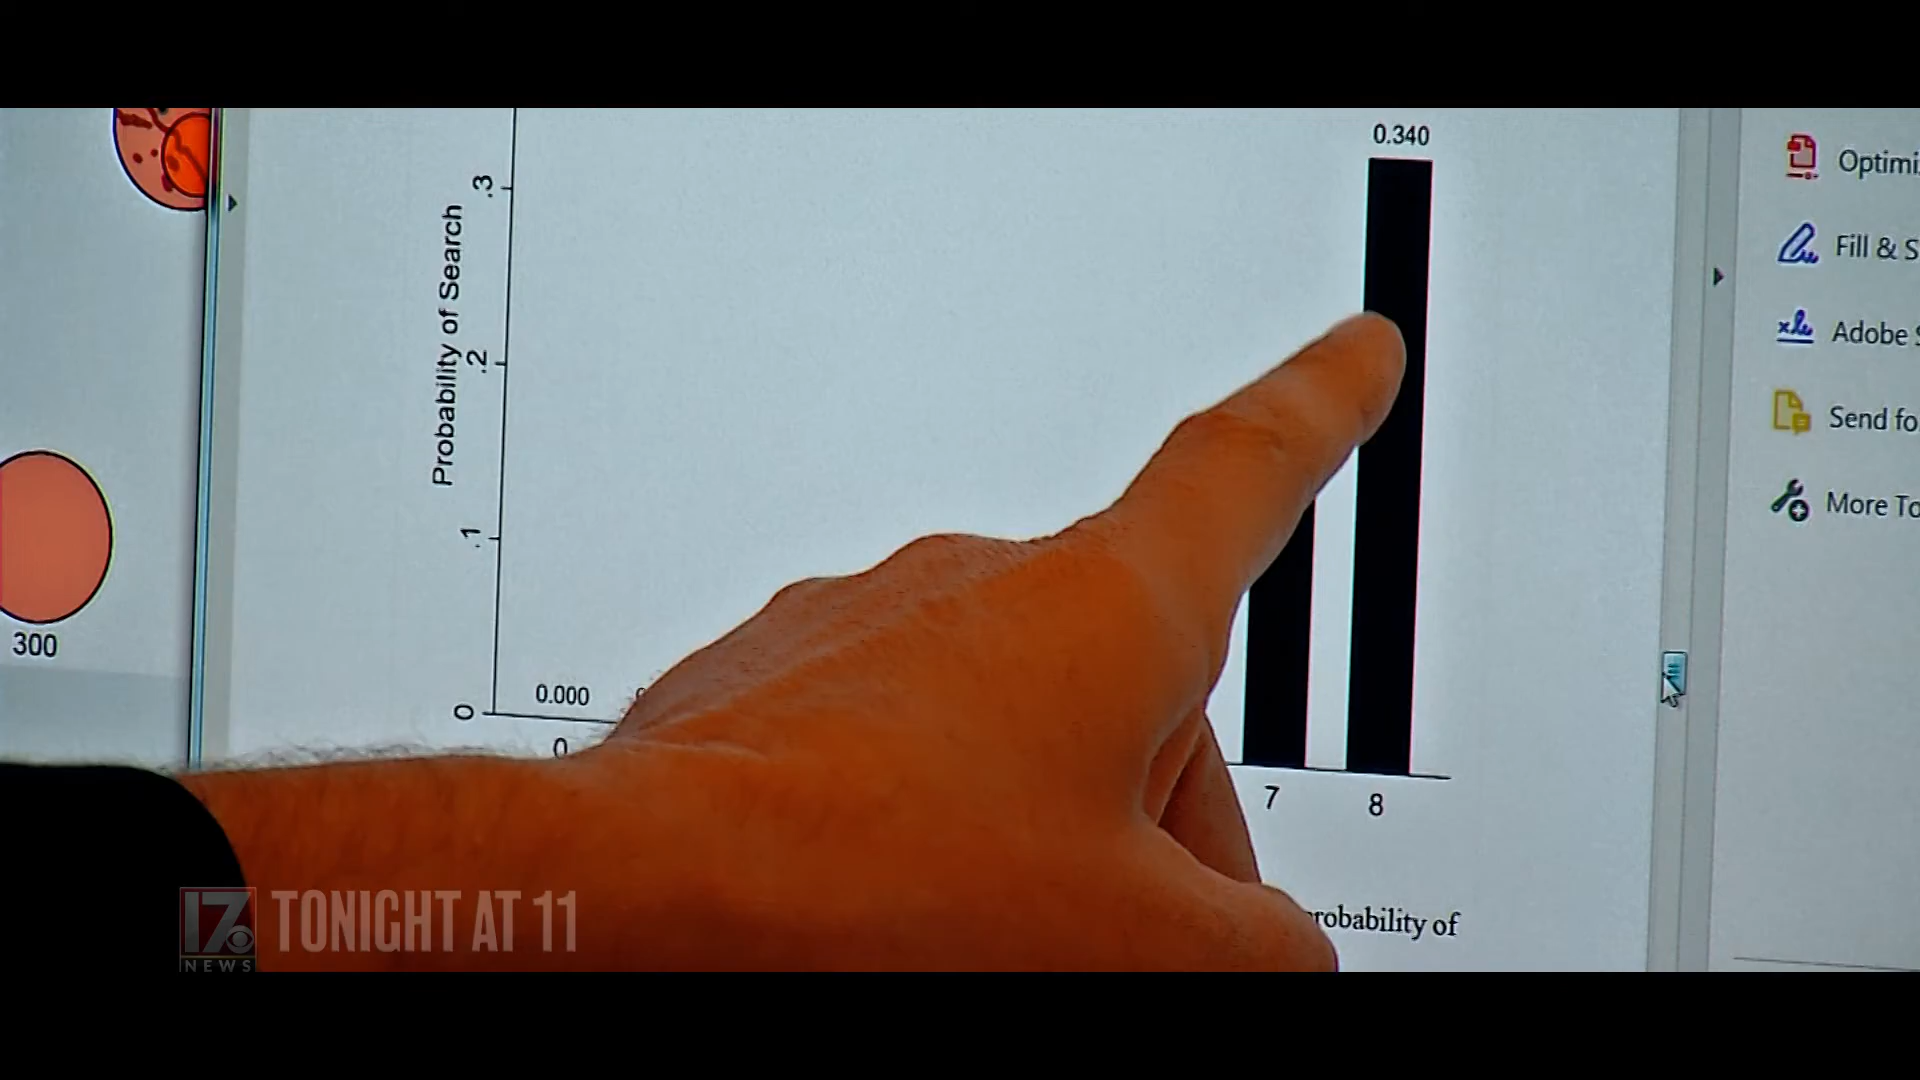 0.340
.3
Probability of Search
.2
.1
0
0.000
0
7
8
probability of
300
Optimi
Fill & S
Adobe S
Send fo
More To
17
NEWS
TONIGHT AT 11